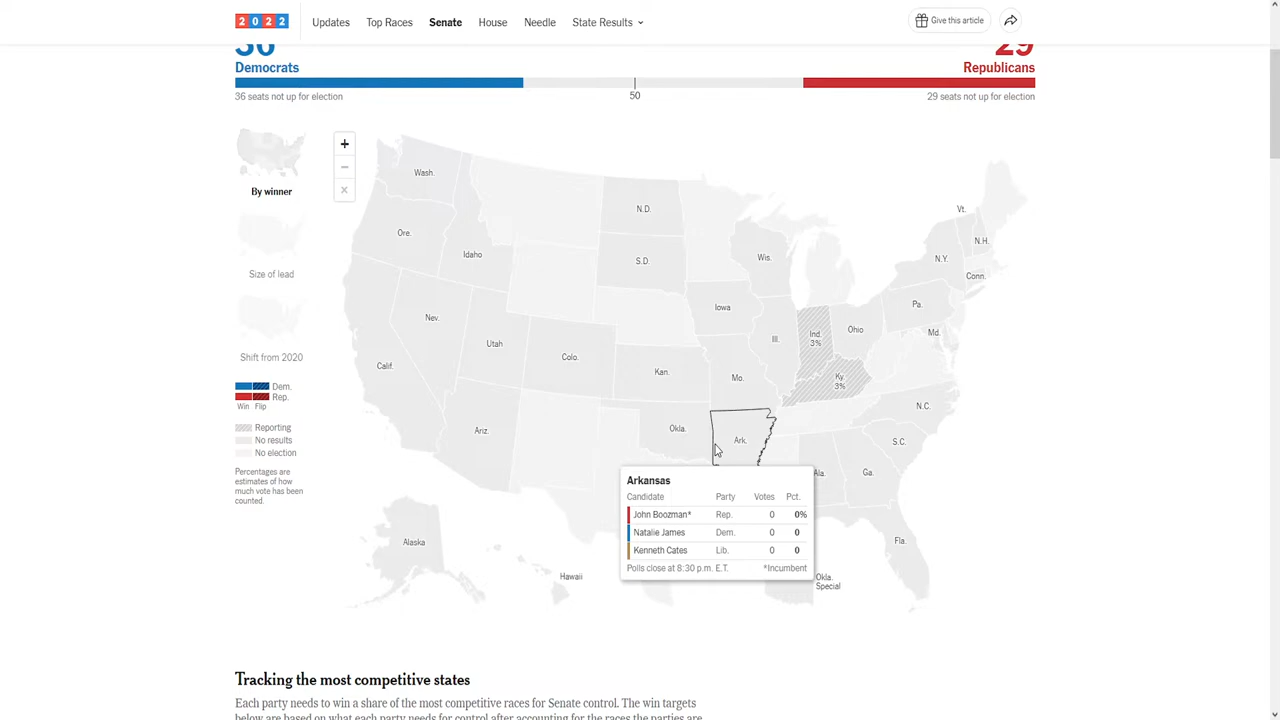 2022
Updates
Top Races
Senate
House
Needle
State Results
Give this article
36
29
Democrats
Republicans
36 seats not up for election
50
29 seats not up for election
By winner
Size of lead
Shift from 2020
Dem.
Rep.
Win Flip
Reporting
No results
No election
Percentages are
estimates of how
much vote has been
counted.
+
−
x
Wash.
Ore.
Idaho
Nev.
Calif.
Utah
Ariz.
Colo.
N.D.
S.D.
Kan.
Okla.
Iowa
Mo.
Ark.
Wis.
Ill.
Ind.
3%
Ky.
3%
Ohio
Pa.
N.Y.
Vt.
N.H.
Conn.
Md.
N.C.
S.C.
Ga.
Ala.
Fla.
Alaska
Hawaii
Okla.
Special
Arkansas
Candidate Party Votes Pct.
John Boozman* Rep. 0 0%
Natalie James Dem. 0 0
Kenneth Cates Lib. 0 0
Polls close at 8:30 p.m. E.T. *Incumbent
Tracking the most competitive states
Each party needs to win a share of the most competitive races for Senate control. The win targets
below are based on what each party needs for control after accounting for the races the parties are